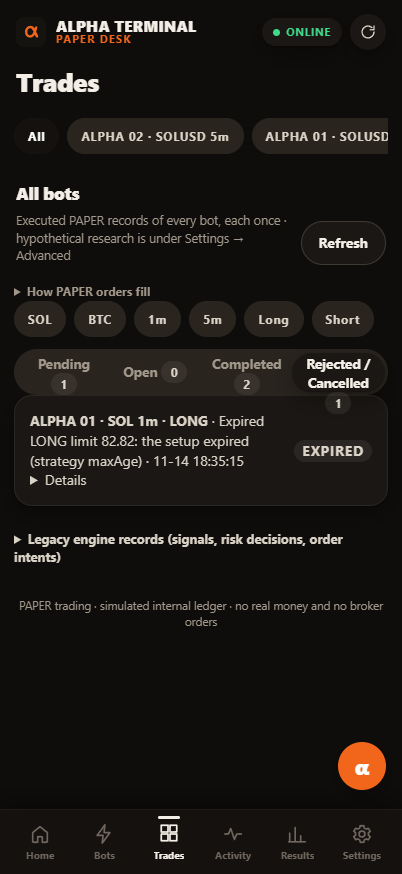 α
ALPHA TERMINAL
PAPER DESK
ONLINE
Trades
All
ALPHA 02 · SOLUSD 5m
ALPHA 01 · SOLUSD
All bots
Executed PAPER records of every bot, each once ·
hypothetical research is under Settings →
Advanced
Refresh
▶ How PAPER orders fill
SOL
BTC
1m
5m
Long
Short
Pending
1
Open 0
Completed
2
Rejected /
Cancelled
1
ALPHA 01 · SOL 1m · LONG · Expired
LONG limit 82.82: the setup expired
(strategy maxAge) · 11-14 18:35:15
EXPIRED
▶ Details
▶ Legacy engine records (signals, risk decisions, order
intents)
PAPER trading · simulated internal ledger · no real money and no broker
orders
α
Home
Bots
Trades
Activity
Results
Settings